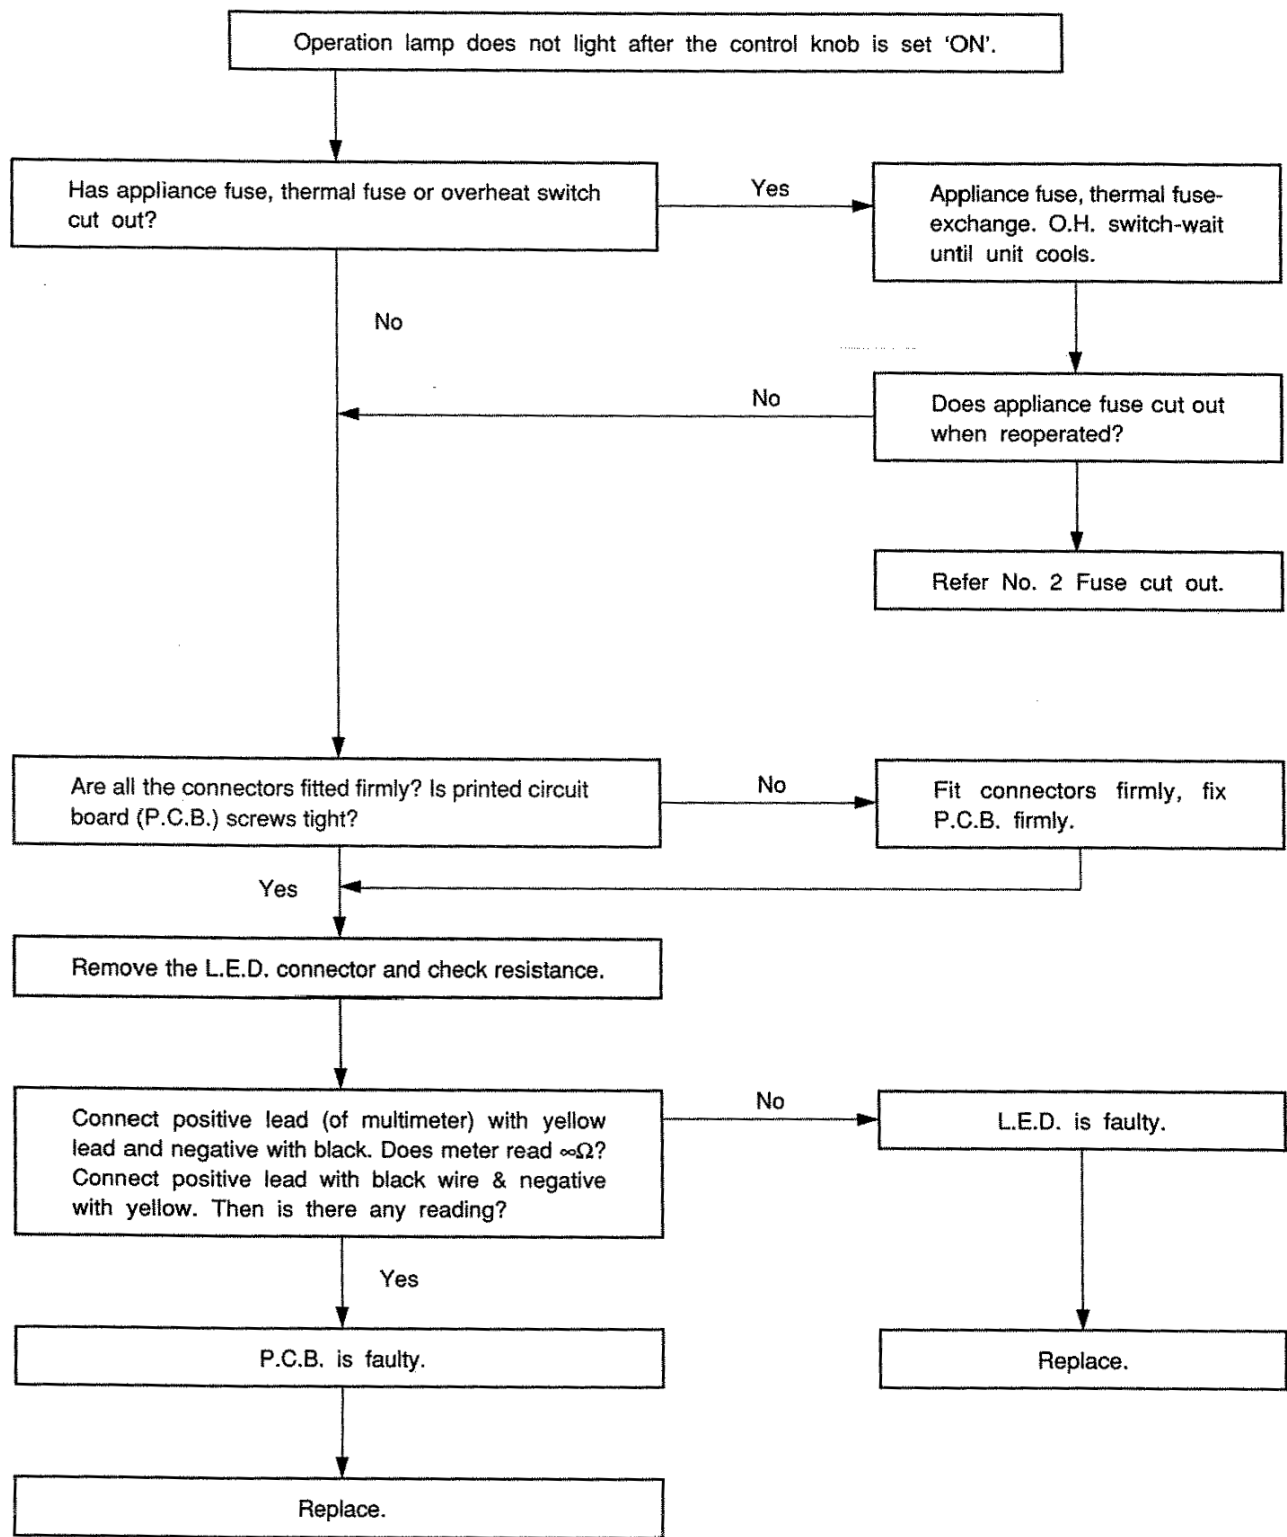 Operation lamp does not light after the control knob is set ‘ON’.
Has appliance fuse, thermal fuse or overheat switch
cut out?
Yes
Appliance fuse, thermal fuse-
exchange. O.H. switch-wait
until unit cools.
No
No
Does appliance fuse cut out
when reoperated?
Refer No. 2 Fuse cut out.
Are all the connectors fitted firmly? Is printed circuit
board (P.C.B.) screws tight?
No
Fit connectors firmly, fix
P.C.B. firmly.
Yes
Remove the L.E.D. connector and check resistance.
Connect positive lead (of multimeter) with yellow
lead and negative with black. Does meter read ∞Ω?
Connect positive lead with black wire & negative
with yellow. Then is there any reading?
No
L.E.D. is faulty.
Yes
P.C.B. is faulty.
Replace.
Replace.